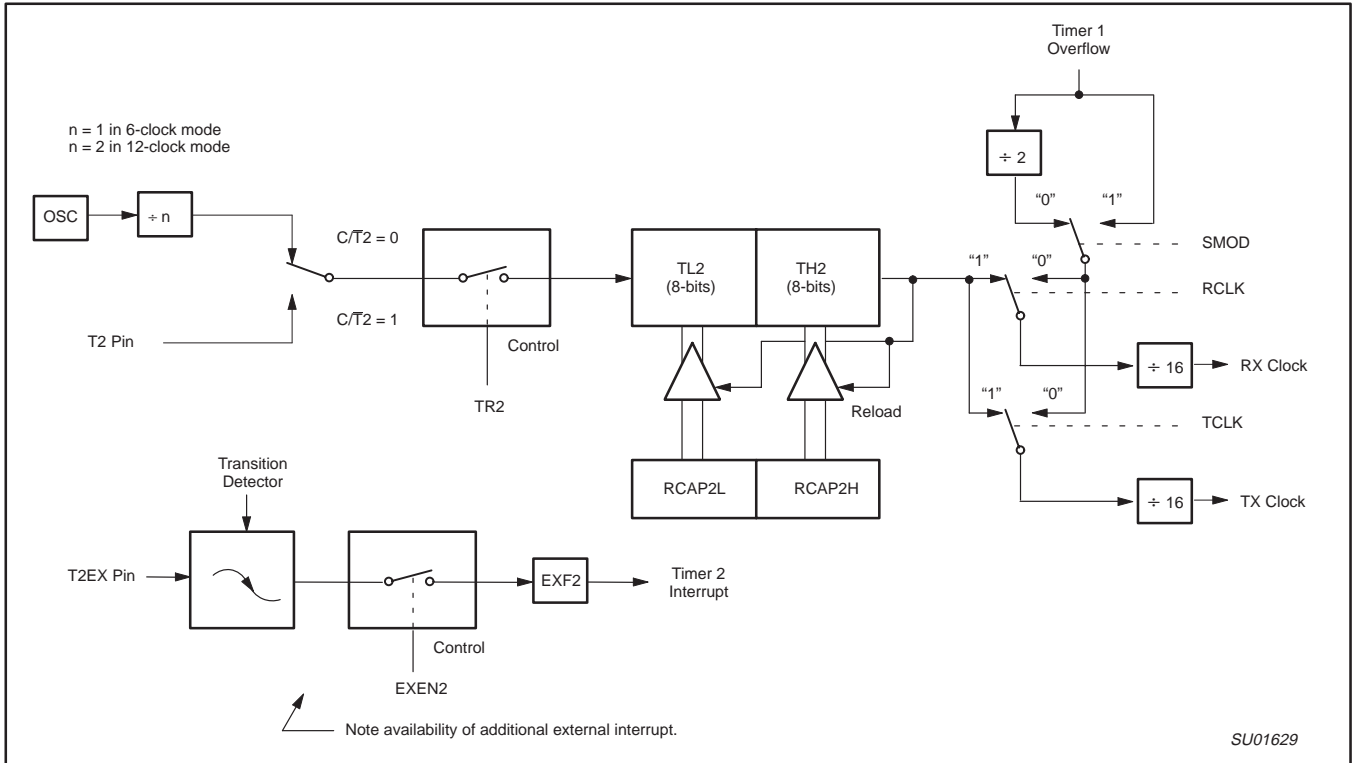 Timer 1
Overflow
n = 1 in 6-clock mode
n = 2 in 12-clock mode
÷ 2
“0”
“1”
OSC
÷ n
C/T̅2 = 0
SMOD
TL2
(8-bits)
TH2
(8-bits)
“1”
“0”
RCLK
C/T̅2 = 1
T2 Pin
Control
÷ 16
RX Clock
TR2
Reload
“1”
“0”
TCLK
Transition
Detector
RCAP2L
RCAP2H
÷ 16
TX Clock
T2EX Pin
EXF2
Timer 2
Interrupt
Control
EXEN2
Note availability of additional external interrupt.
SU01629